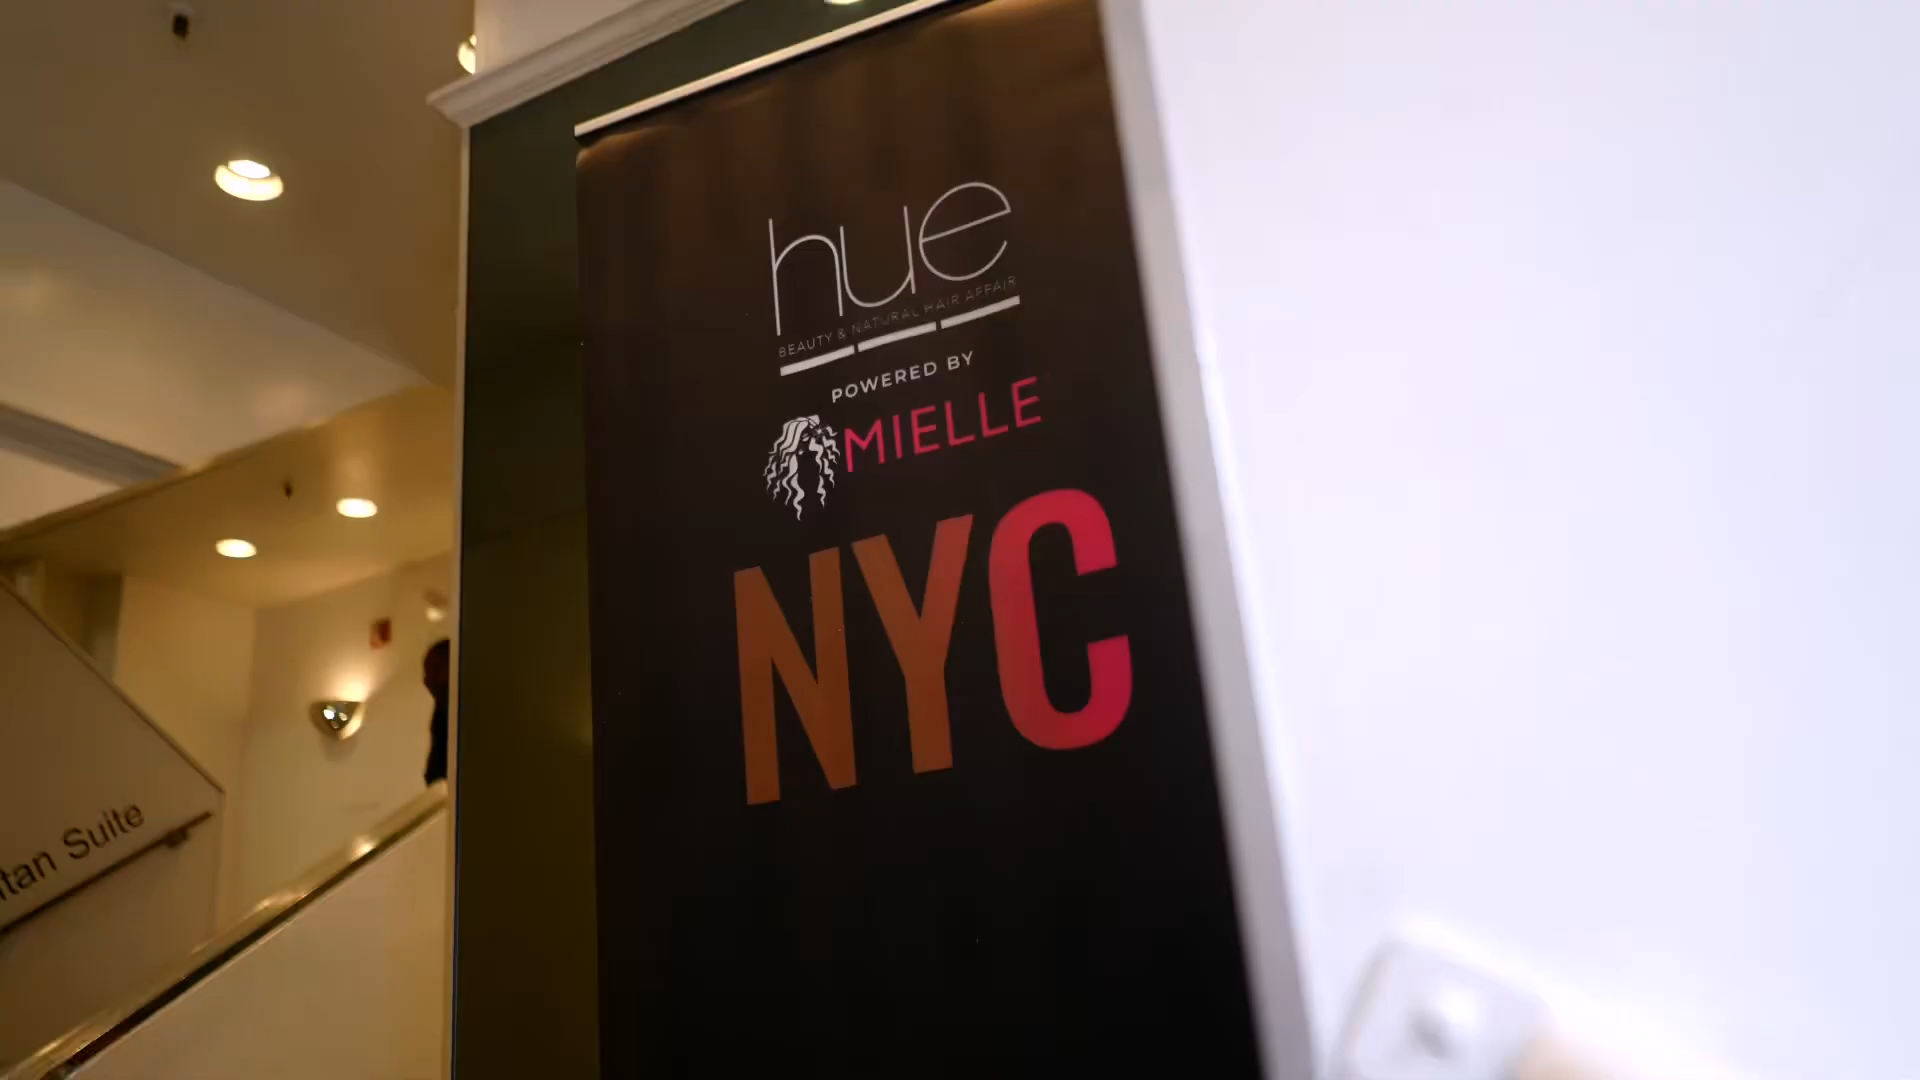 hue
BEAUTY & NATURAL HAIR AFFAIR
POWERED BY
MIELLE
NYC
tan Suite